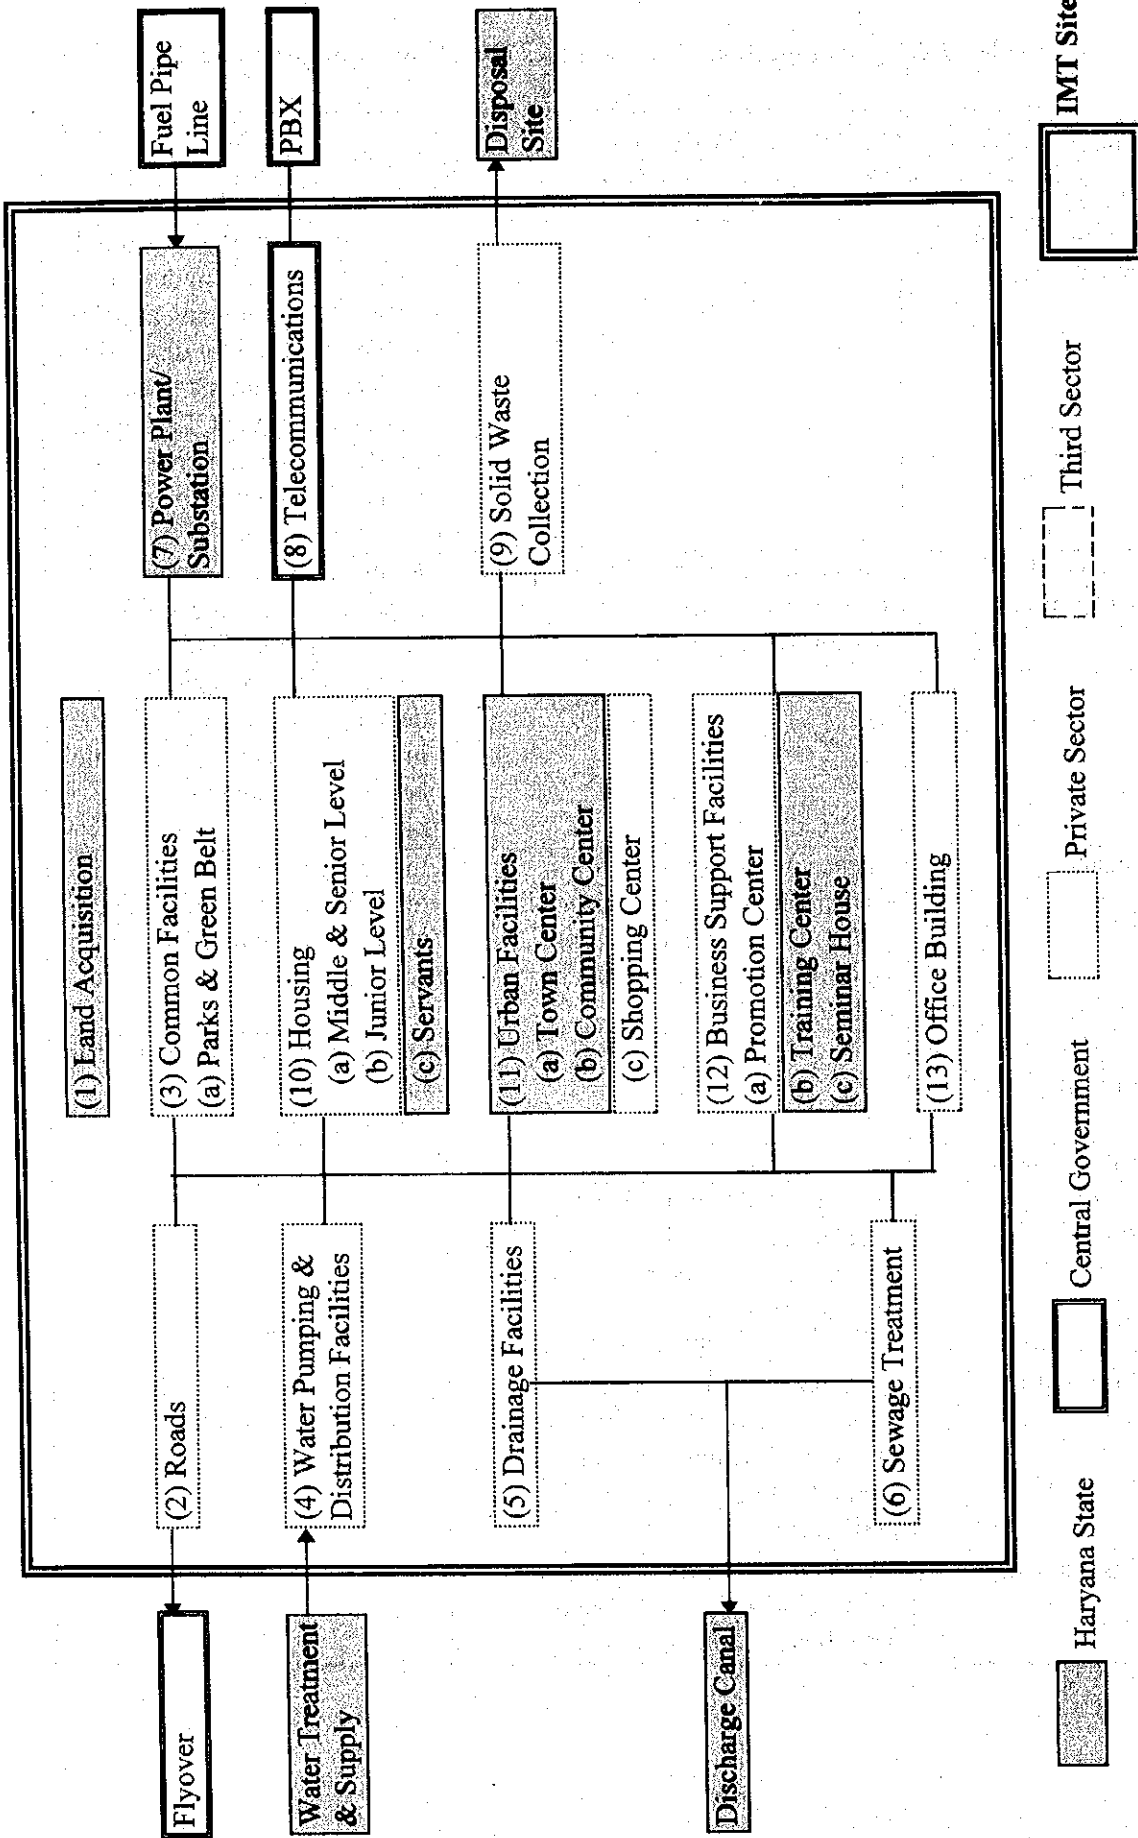 Flyover
Water Treatment
& Supply
Discharge Canal
(2) Roads
(4) Water Pumping &
Distribution Facilities
(5) Drainage Facilities
(6) Sewage Treatment
(1) Land Acquisition
(3) Common Facilities
(a) Parks & Green Belt
(10) Housing
(a) Middle & Senior Level
(b) Junior Level
(c) Servants
(11) Urban Facilities
(a) Town Center
(b) Community Center
(c) Shopping Center
(12) Business Support Facilities
(a) Promotion Center
(b) Training Center
(c) Seminar House
(13) Office Building
(7) Power Plant/
Substation
(8) Telecommunications
(9) Solid Waste
Collection
Fuel Pipe
Line
PBX
Disposal
Site
Haryana State
Central Government
Private Sector
Third Sector
IMT Site